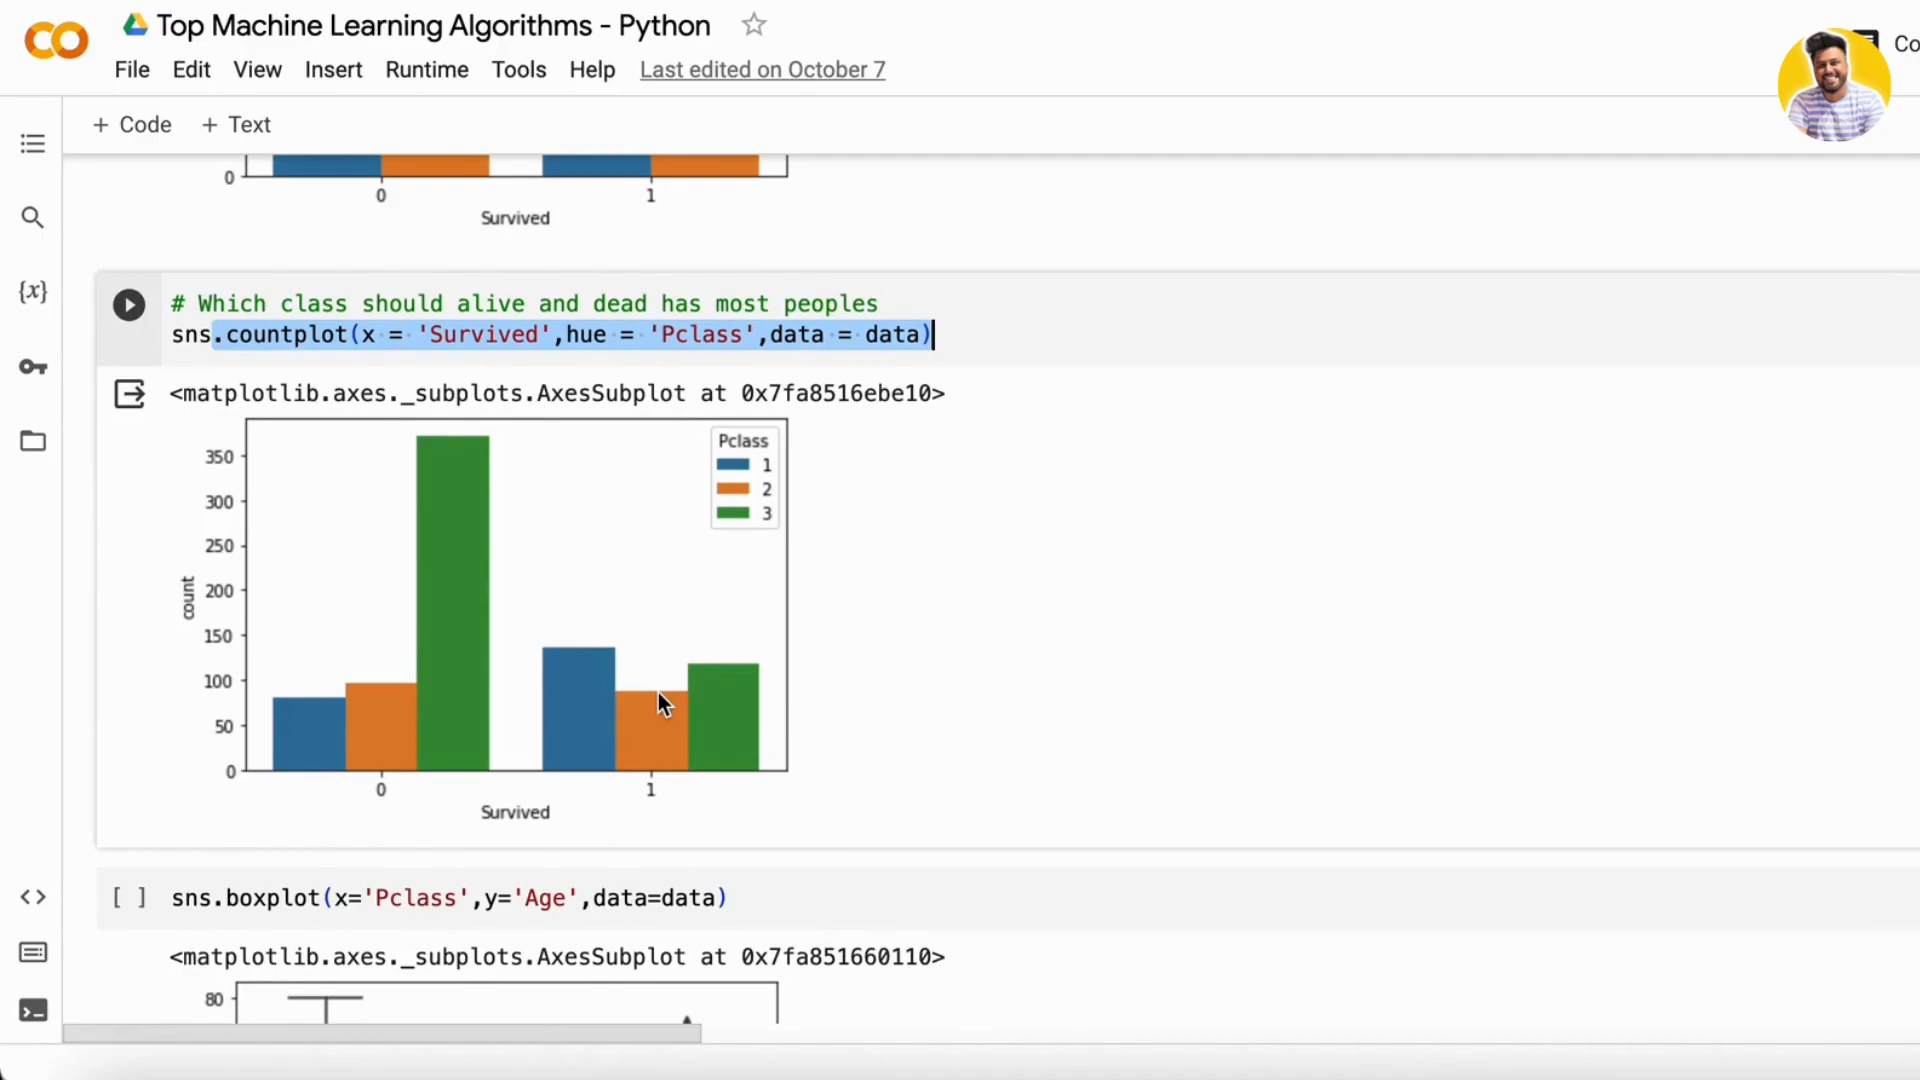 Top Machine Learning Algorithms - Python
File Edit View Insert Runtime Tools Help Last edited on October 7
Co
+ Code + Text
0
0 1
Survived
{x}
# Which class should alive and dead has most peoples
sns.countplot(x = 'Survived',hue = 'Pclass',data = data)
<matplotlib.axes._subplots.AxesSubplot at 0x7fa8516ebe10>
Pclass
1
2
3
350
300
250
200
150
100
50
0
count
0 1
Survived
[ ] sns.boxplot(x='Pclass',y='Age',data=data)
<matplotlib.axes._subplots.AxesSubplot at 0x7fa851660110>
80